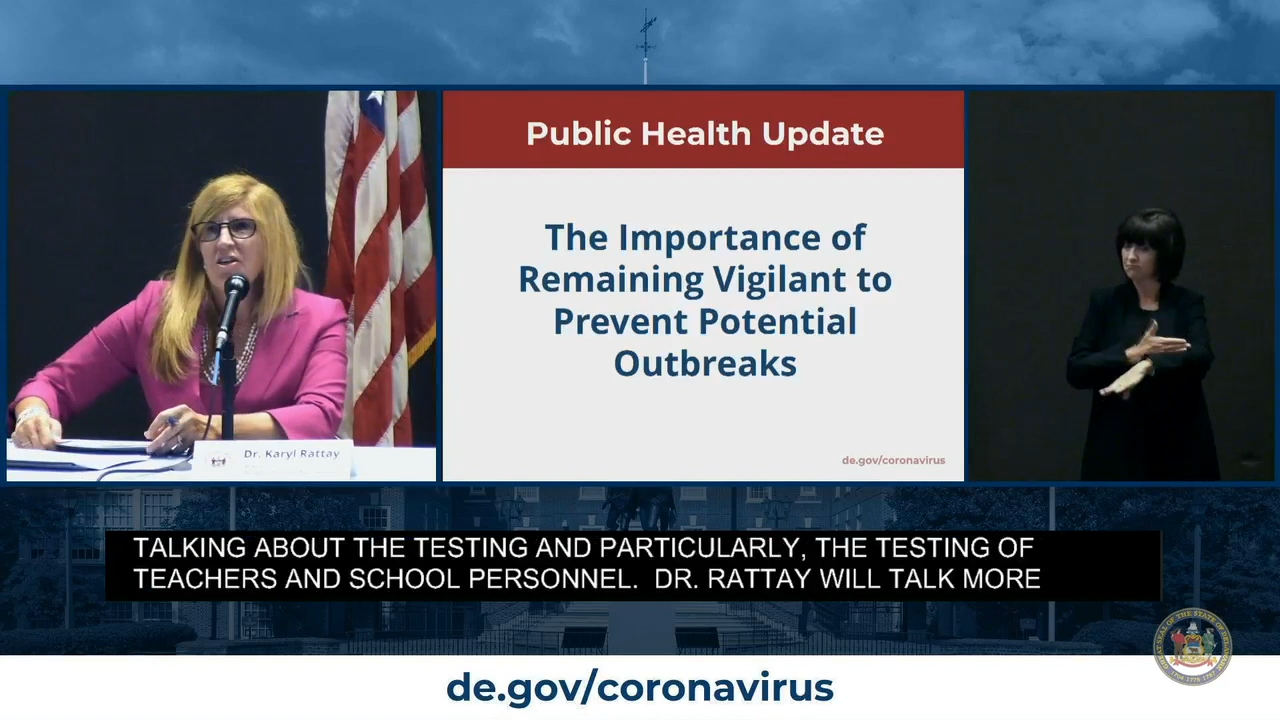 Public Health Update
The Importance of
Remaining Vigilant to
Prevent Potential
Outbreaks
de.gov/coronavirus
Dr. Karyl Rattay
TALKING ABOUT THE TESTING AND PARTICULARLY, THE TESTING OF
TEACHERS AND SCHOOL PERSONNEL.  DR. RATTAY WILL TALK MORE
de.gov/coronavirus